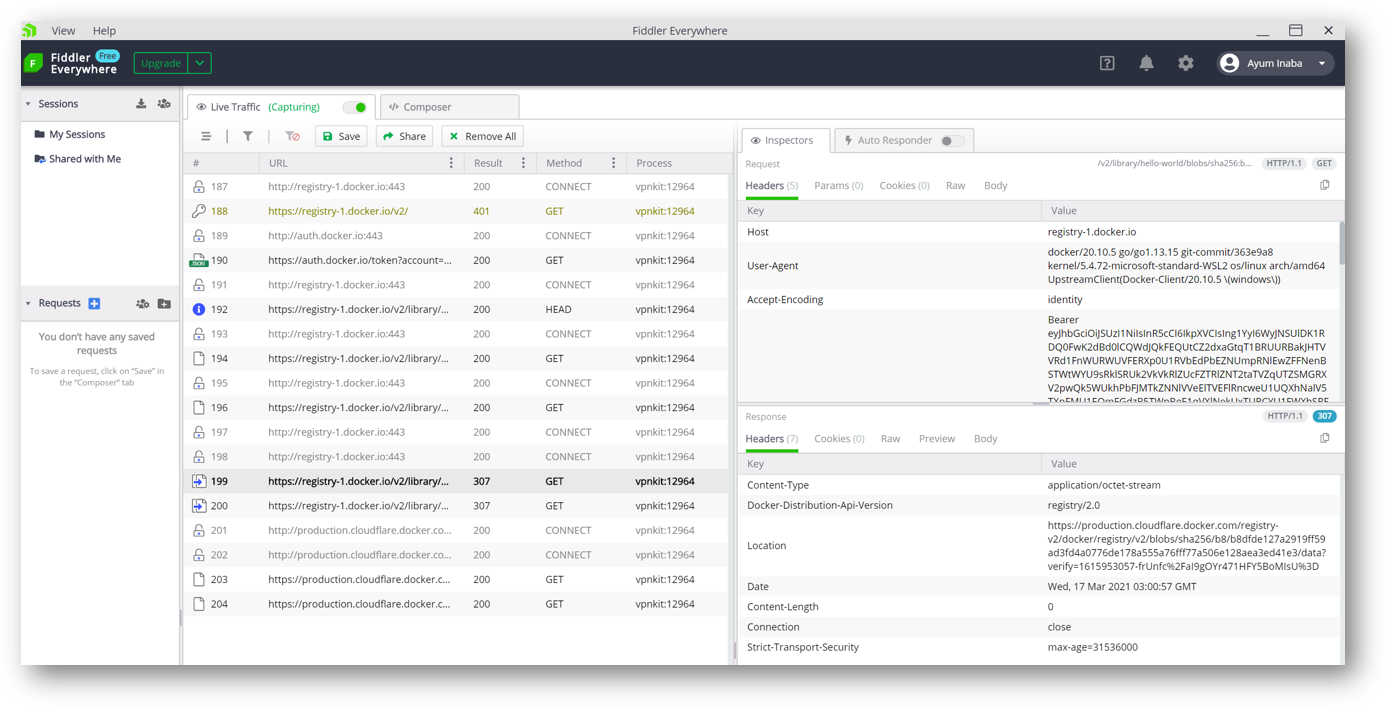 View Help Fiddler Everywhere
F Fiddler Everywhere Free Upgrade Ayum Inaba
Sessions
My Sessions
Shared with Me
Requests
You don't have any saved
requests
To save a request, click on "Save" in
the "Composer" tab
Live Traffic (Capturing) </> Composer
Save Share Remove All
# URL Result Method Process
187 http://registry-1.docker.io:443 200 CONNECT vpnkit:12964
188 https://registry-1.docker.io/v2/ 401 GET vpnkit:12964
189 http://auth.docker.io:443 200 CONNECT vpnkit:12964
JSON 190 https://auth.docker.io/token?account=... 200 GET vpnkit:12964
191 http://registry-1.docker.io:443 200 CONNECT vpnkit:12964
192 https://registry-1.docker.io/v2/library/... 200 HEAD vpnkit:12964
193 http://registry-1.docker.io:443 200 CONNECT vpnkit:12964
194 https://registry-1.docker.io/v2/library/... 200 GET vpnkit:12964
195 http://registry-1.docker.io:443 200 CONNECT vpnkit:12964
196 https://registry-1.docker.io/v2/library/... 200 GET vpnkit:12964
197 http://registry-1.docker.io:443 200 CONNECT vpnkit:12964
198 http://registry-1.docker.io:443 200 CONNECT vpnkit:12964
199 https://registry-1.docker.io/v2/library/... 307 GET vpnkit:12964
200 https://registry-1.docker.io/v2/library/... 307 GET vpnkit:12964
201 http://production.cloudflare.docker.co... 200 CONNECT vpnkit:12964
202 http://production.cloudflare.docker.co... 200 CONNECT vpnkit:12964
203 https://production.cloudflare.docker.c... 200 GET vpnkit:12964
204 https://production.cloudflare.docker.c... 200 GET vpnkit:12964
Inspectors Auto Responder
Request /v2/library/hello-world/blobs/sha256:b... HTTP/1.1 GET
Headers (5) Params (0) Cookies (0) Raw Body
Key Value
Host registry-1.docker.io
User-Agent docker/20.10.5 go/go1.13.15 git-commit/363e9a8
kernel/5.4.72-microsoft-standard-WSL2 os/linux arch/amd64
UpstreamClient(Docker-Client/20.10.5 \(windows\))
Accept-Encoding identity
Bearer
Response HTTP/1.1 307
Headers (7) Cookies (0) Raw Preview Body
Key Value
Content-Type application/octet-stream
Docker-Distribution-Api-Version registry/2.0
Location https://production.cloudflare.docker.com/registry-
v2/docker/registry/v2/blobs/sha256/b8/b8dfde127a2919ff59
ad3fd4a0776de178a555a76fff77a506e128aea3ed41e3/data?
Date Wed, 17 Mar 2021 03:00:57 GMT
Content-Length 0
Connection close
Strict-Transport-Security max-age=31536000